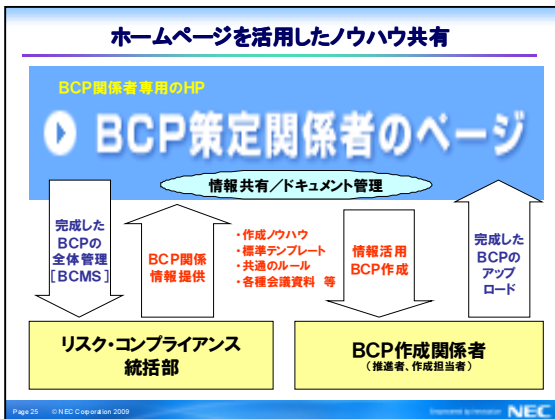 ホームページを活用したノウハウ共有
BCP関係者専用のHP
BCP策定関係者のページ
情報共有／ドキュメント管理
完成した
BCPの
全体管理
[BCMS]
BCP関係
情報提供
・作成ノウハウ
・標準テンプレート
・共通のルール
・各種会議資料 等
情報活用
BCP作成
完成した
BCPの
アップ
ロード
リスク・コンプライアンス
統括部
BCP作成関係者
（推進者、作成担当者）
Page 25 © NEC Corporation 2009
Empowered by Innovation NEC